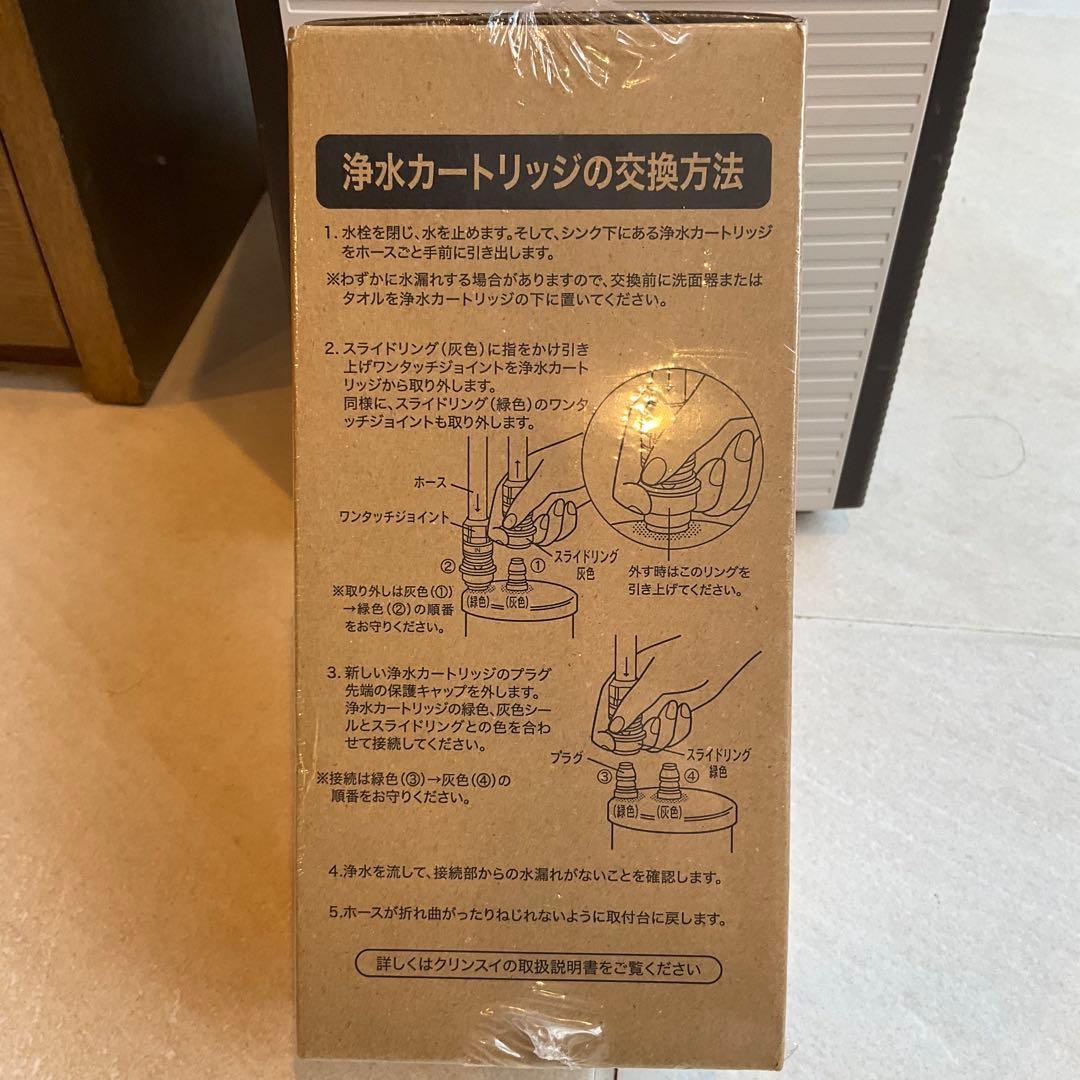 浄水カートリッジの交換方法
1. 水栓を閉じ、水を止めます。そして、シンク下にある浄水カートリッジ
をホースごと手前に引き出します。
※わずかに水漏れする場合がありますので、交換前に洗面器または
タオルを浄水カートリッジの下に置いてください。
2. スライドリング(灰色)に指をかけ引き
上げワンタッチジョイントを浄水カート
リッジから取り外します。
同様に、スライドリング(緑色)のワンタ
ッチジョイントも取り外します。
ホース
ワンタッチジョイント
② ①
スライドリング
灰色
(緑色) (灰色)
外す時はこのリングを
引き上げてください。
※取り外しは灰色(①)
→緑色(②)の順番
をお守りください。
3. 新しい浄水カートリッジのプラグ
先端の保護キャップを外します。
浄水カートリッジの緑色、灰色シー
ルとスライドリングとの色を合わ
せて接続してください。
※接続は緑色(③)→灰色(④)の
順番をお守りください。
プラグ
スライドリング
緑色
③ ④
(緑色) (灰色)
4.浄水を流して、接続部からの水漏れがないことを確認します。
5.ホースが折れ曲がったりねじれないように取付台に戻します。
詳しくはクリンスイの取扱説明書をご覧ください